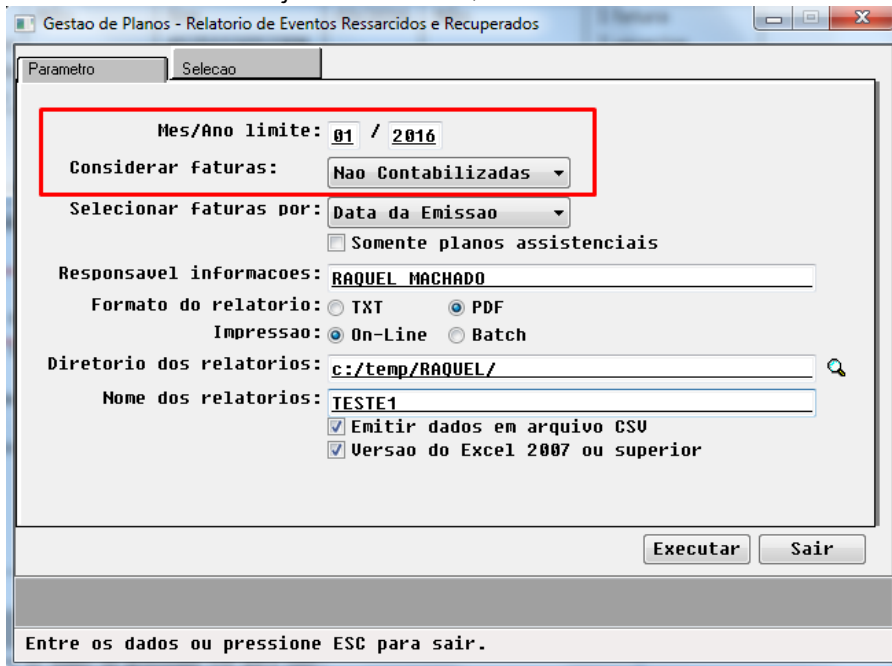 Gestao de Planos - Relatorio de Eventos Ressarcidos e Recuperados
Parametro Selecao
Mes/Ano limite: 01 / 2016
Considerar faturas: Nao Contabilizadas
Selecionar faturas por: Data da Emissao
Somente planos assistenciais
Responsavel informacoes: RAQUEL MACHADO
Formato do relatorio: TXT PDF
Impressao: On-Line Batch
Diretorio dos relatorios: c:/temp/RAQUEL/
Nome dos relatorios: TESTE1
Emitir dados em arquivo CSV
Versao do Excel 2007 ou superior
Executar Sair
Entre os dados ou pressione ESC para sair.